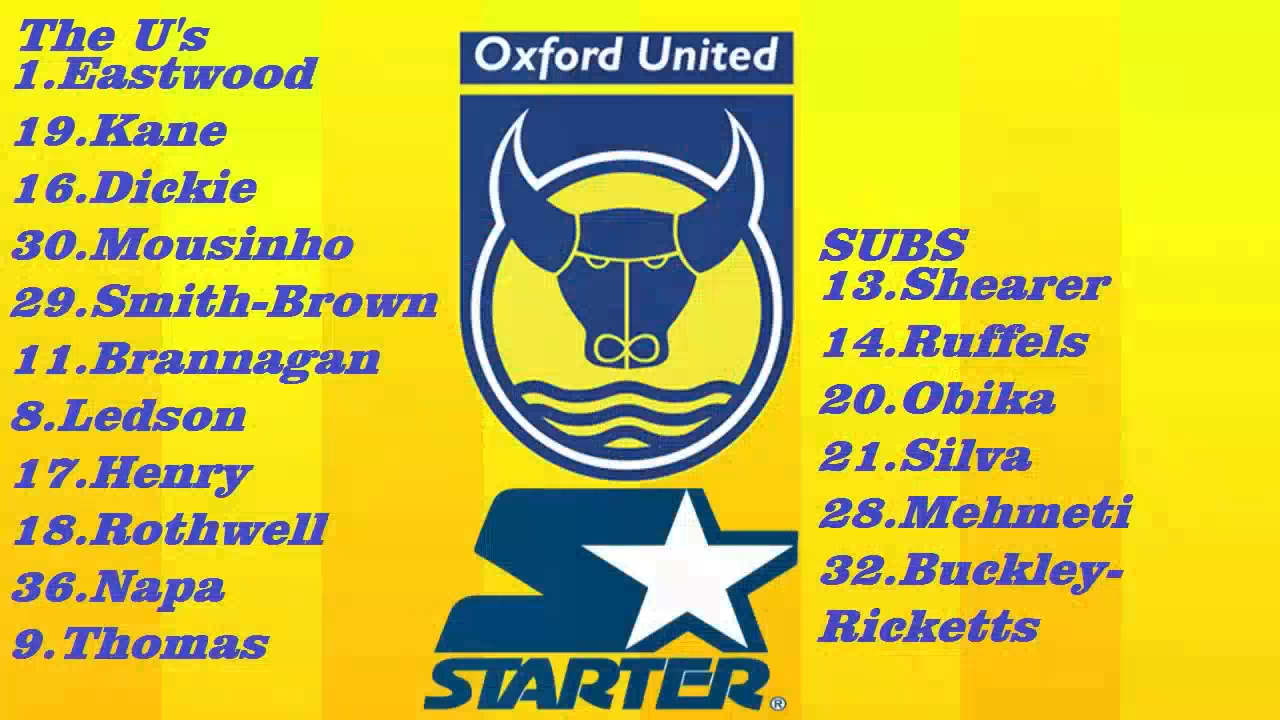 The U's
1.Eastwood
19.Kane
16.Dickie
30.Mousinho
29.Smith-Brown
11.Brannagan
8.Ledson
17.Henry
18.Rothwell
36.Napa
9.Thomas
Oxford United
STARTER®
SUBS
13.Shearer
14.Ruffels
20.Obika
21.Silva
28.Mehmeti
32.Buckley-
Ricketts